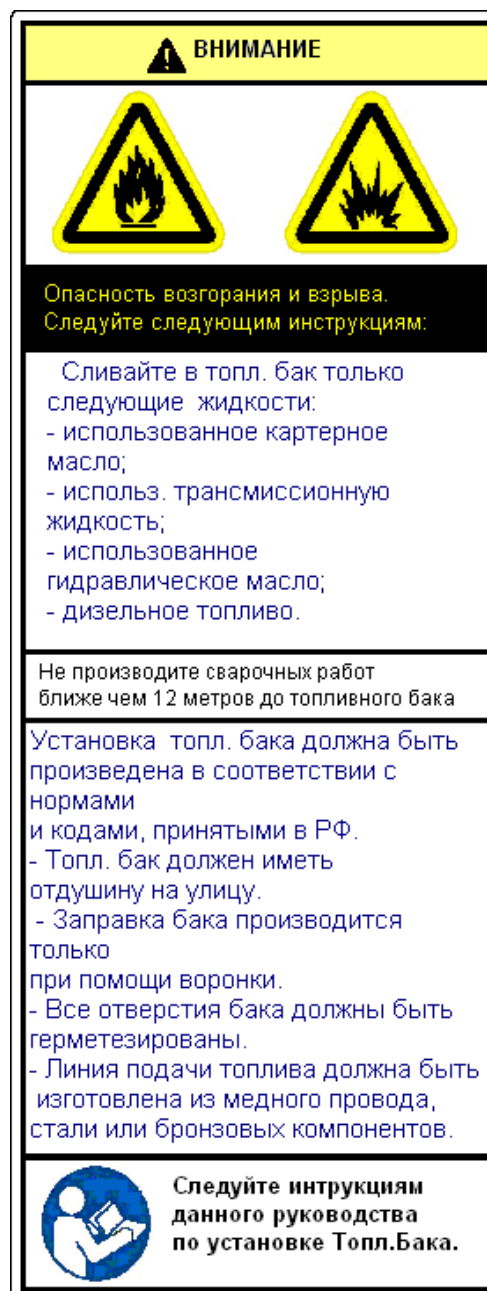 ВНИМАНИЕ
Опасность возгорания и взрыва.
Следуйте следующим инструкциям:
Сливайте в топл. бак только
следующие жидкости:
- использованное картерное
масло;
- использ. трансмиссионную
жидкость;
- использованное
гидравлическое масло;
- дизельное топливо.
Не производите сварочных работ
ближе чем 12 метров до топливного бака
Установка топл. бака должна быть
произведена в соответствии с
нормами
и кодами, принятыми в РФ.
- Топл. бак должен иметь
отдушину на улицу.
- Заправка бака производится
только
при помощи воронки.
- Все отверстия бака должны быть
герметезированы.
- Линия подачи топлива должна быть
изготовлена из медного провода,
стали или бронзовых компонентов.
Следуйте интрукциям
данного руководства
по установке Топл.Бака.